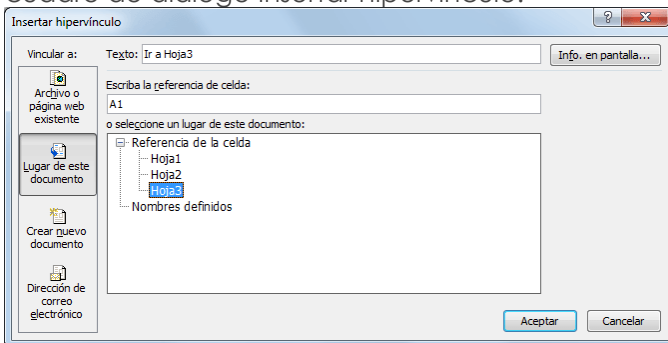 Cuadro de diálogo Insertar hipervínculo.
Insertar hipervínculo
Vincular a:
Texto: Ir a Hoja3
Info. en pantalla...
Archivo o
página web
existente
Escriba la referencia de celda:
A1
o seleccione un lugar de este documento:
Referencia de la celda
Hoja1
Hoja2
Hoja3
Nombres definidos
Lugar de este
documento
Crear nuevo
documento
Dirección de
correo
electrónico
Aceptar
Cancelar